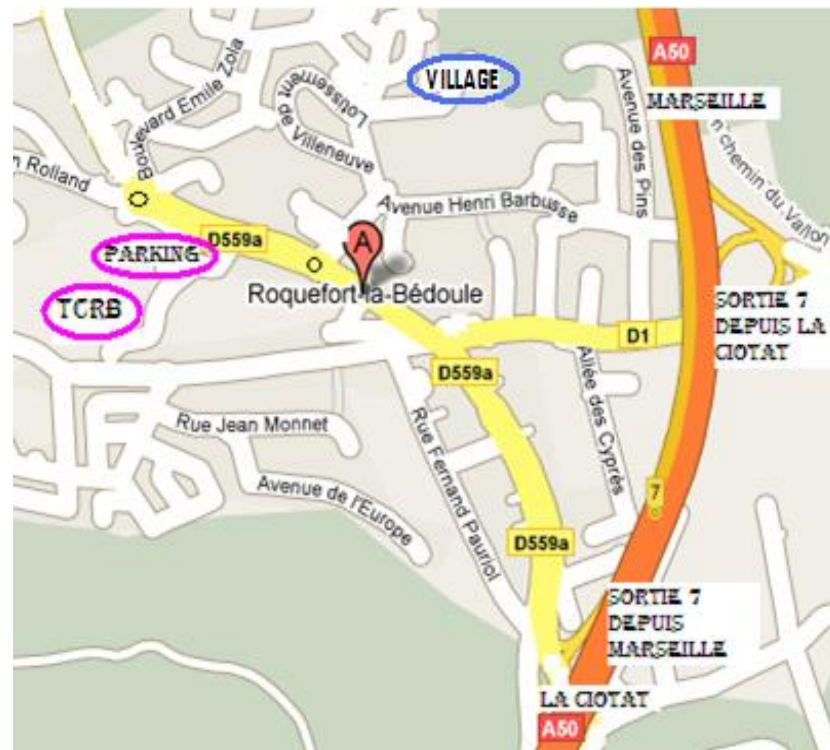 A50
MARSEILLE
VILLAGE
Boulevard Emile Zola
Lotissement
de Villeneuve
Avenue des Pins
n chemin du Vallon
n Rolland
Avenue Henri Barbusse
D559a
PARKING
A
TCRB
Roquefort-la-Bédoule
SORTIE 7
DEPUIS LA
CIOTAT
D1
D559a
Allée des Cyprès
Rue Jean Monnet
Rue Fernand Pauriol
Avenue de l'Europe
7
D559a
SORTIE 7
DEPUIS
MARSEILLE
LA CIOTAT
A50